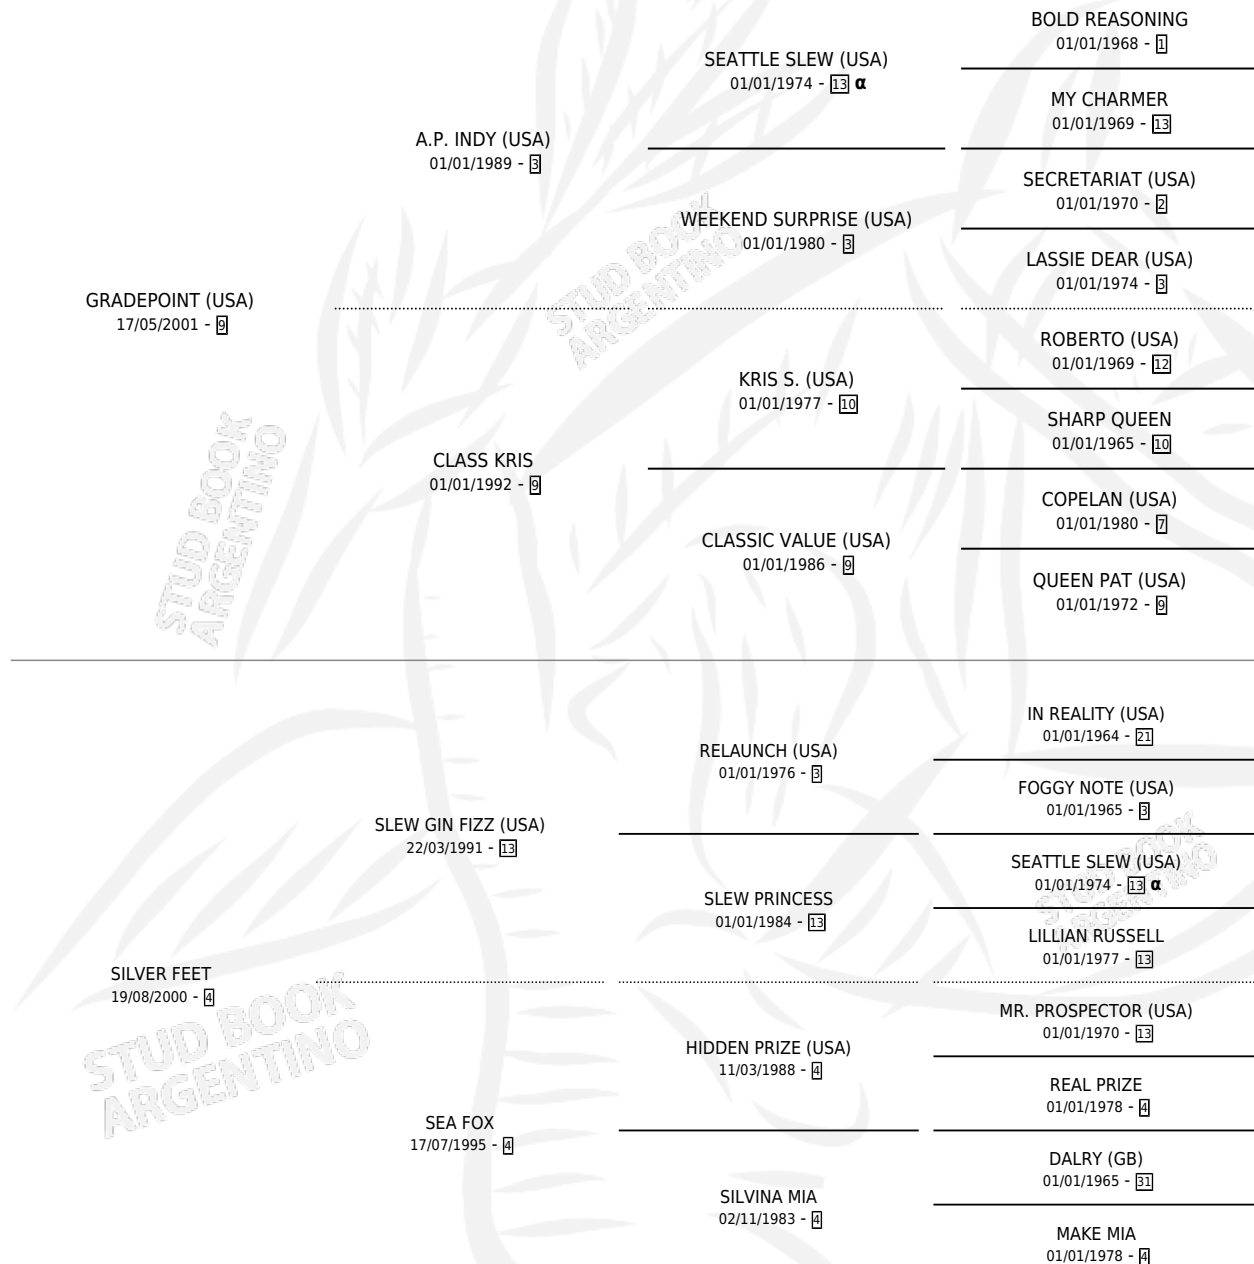 BOLD REASONING
01/01/1968 - 1
SEATTLE SLEW (USA)
01/01/1974 - 13 α
MY CHARMER
01/01/1969 - 13
A.P. INDY (USA)
01/01/1989 - 3
SECRETARIAT (USA)
01/01/1970 - 2
WEEKEND SURPRISE (USA)
01/01/1980 - 3
LASSIE DEAR (USA)
01/01/1974 - 3
GRADEPOINT (USA)
17/05/2001 - 9
ROBERTO (USA)
01/01/1969 - 12
KRIS S. (USA)
01/01/1977 - 10
SHARP QUEEN
01/01/1965 - 10
CLASS KRIS
01/01/1992 - 9
COPELAN (USA)
01/01/1980 - 7
CLASSIC VALUE (USA)
01/01/1986 - 9
QUEEN PAT (USA)
01/01/1972 - 9
IN REALITY (USA)
01/01/1964 - 21
RELAUNCH (USA)
01/01/1976 - 3
FOGGY NOTE (USA)
01/01/1965 - 3
SLEW GIN FIZZ (USA)
22/03/1991 - 13
SEATTLE SLEW (USA)
01/01/1974 - 13 α
SLEW PRINCESS
01/01/1984 - 13
LILLIAN RUSSELL
01/01/1977 - 13
SILVER FEET
19/08/2000 - 4
MR. PROSPECTOR (USA)
01/01/1970 - 13
HIDDEN PRIZE (USA)
11/03/1988 - 4
REAL PRIZE
01/01/1978 - 4
SEA FOX
17/07/1995 - 4
DALRY (GB)
01/01/1965 - 31
SILVINA MIA
02/11/1983 - 4
MAKE MIA
01/01/1978 - 4
STUD BOOK
ARGENTINO
STUD BOOK
ARGENTINO
STUD BOOK
ARGENTINO
STUD BOOK
ARGENTINO